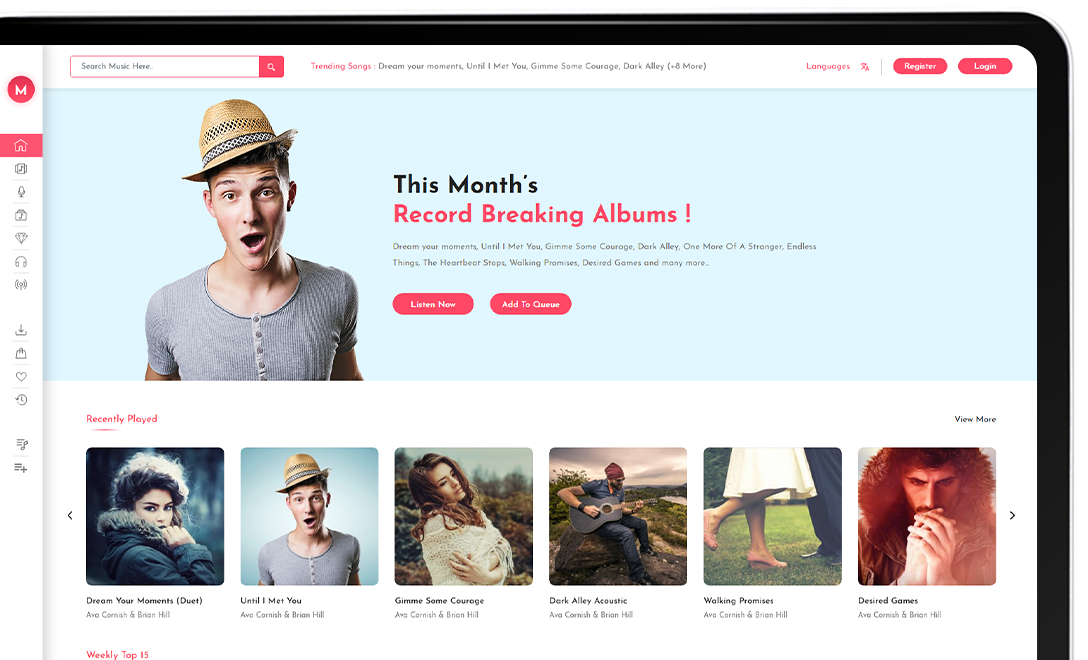 Search Music Here..
Trending Songs : Dream your moments, Until I Met You, Gimme Some Courage, Dark Alley (+8 More)
Languages
Register
Login
M
This Month's
Record Breaking Albums !
Dream your moments, Until I Met You, Gimme Some Courage, Dark Alley, One More Of A Stranger, Endless
Things, The Heartbeat Stops, Walking Promises, Desired Games and many more...
Listen Now
Add To Queue
Recently Played
View More
Dream Your Moments (Duet)
Ava Cornish & Brian Hill
Until I Met You
Ava Cornish & Brian Hill
Gimme Some Courage
Ava Cornish & Brian Hill
Dark Alley Acoustic
Ava Cornish & Brian Hill
Walking Promises
Ava Cornish & Brian Hill
Desired Games
Ava Cornish & Brian Hill
Weekly Top 15